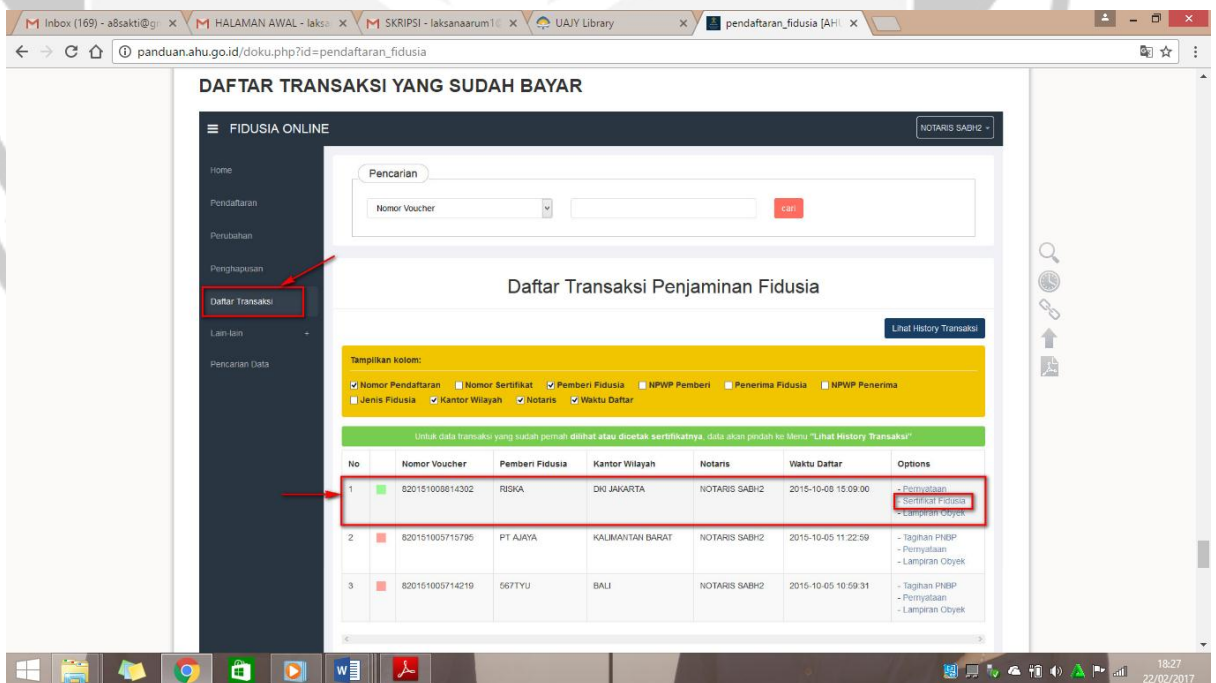 Inbox (169) - a8sakti@g
HALAMAN AWAL - laks
SKRIPSI - laksanaarum1
UAJY Library
pendaftaran_fidusia [AH
panduan.ahu.go.id/doku.php?id=pendaftaran_fidusia
DAFTAR TRANSAKSI YANG SUDAH BAYAR
FIDUSIA ONLINE
NOTARIS SABH2
Home
Pendaftaran
Perubahan
Penghapusan
Daftar Transaksi
Lain-lain +
Pencarian Data
Pencarian
Nomor Voucher
cari
Daftar Transaksi Penjaminan Fidusia
Lihat History Transaksi
Tampilkan kolom:
Nomor Pendaftaran Nomor Sertifikat Pemberi Fidusia NPWP Pemberi Penerima Fidusia NPWP Penerima
Jenis Fidusia Kantor Wilayah Notaris Waktu Daftar
Untuk data transaksi yang sudah pernah dilihat atau dicetak sertifikatnya, data akan pindah ke Menu "Lihat History Transaksi"
No Nomor Voucher Pemberi Fidusia Kantor Wilayah Notaris Waktu Daftar Options
1 820151008814302 RISKA DKI JAKARTA NOTARIS SABH2 2015-10-08 15:09:00 - Pernyataan
- Sertifikat Fidusia
- Lampiran Obyek
2 820151005715795 PT AJAYA KALIMANTAN BARAT NOTARIS SABH2 2015-10-05 11:22:59 - Tagihan PNBP
- Pernyataan
- Lampiran Obyek
3 820151005714219 567TYU BALI NOTARIS SABH2 2015-10-05 10:59:31 - Tagihan PNBP
- Pernyataan
- Lampiran Obyek
18:27
22/02/2017